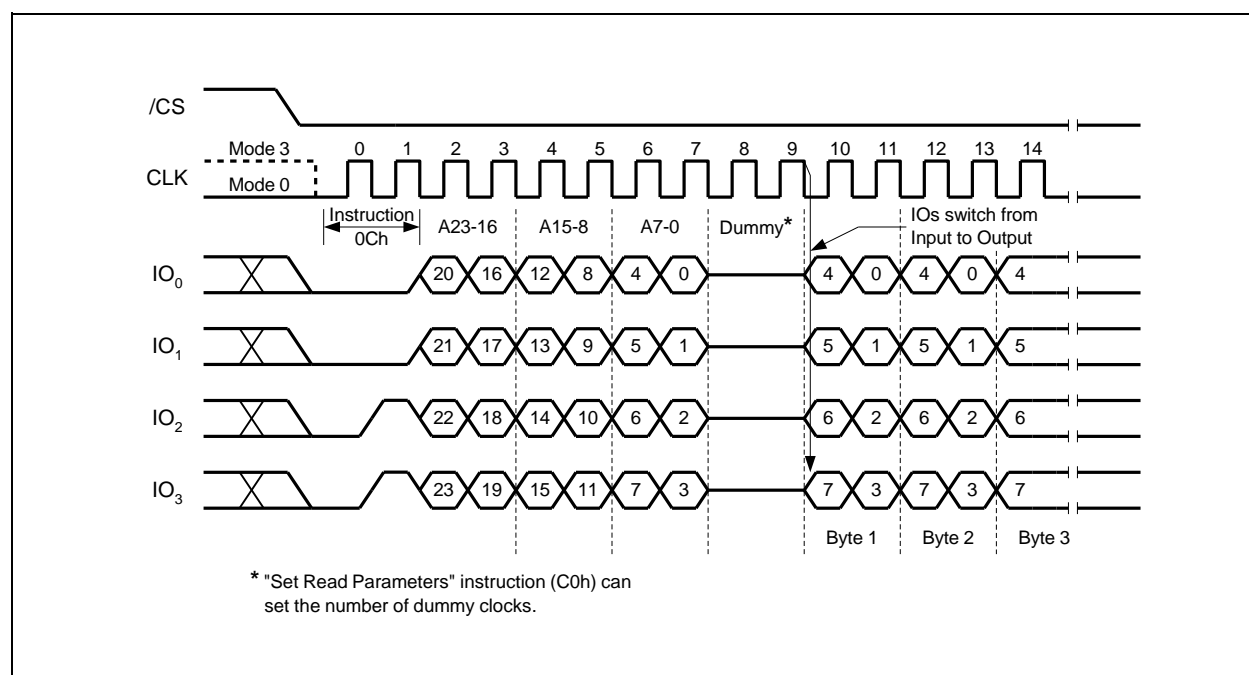 /CS
Mode 3 0 1 2 3 4 5 6 7 8 9 10 11 12 13 14
CLK
Mode 0
Instruction
0Ch
A23-16 A15-8 A7-0 Dummy*
IOs switch from
Input to Output
IO0 20 16 12 8 4 0 4 0 4 0 4
IO1 21 17 13 9 5 1 5 1 5 1 5
IO2 22 18 14 10 6 2 6 2 6 2 6
IO3 23 19 15 11 7 3 7 3 7 3 7
Byte 1 Byte 2 Byte 3
* "Set Read Parameters" instruction (C0h) can
set the number of dummy clocks.